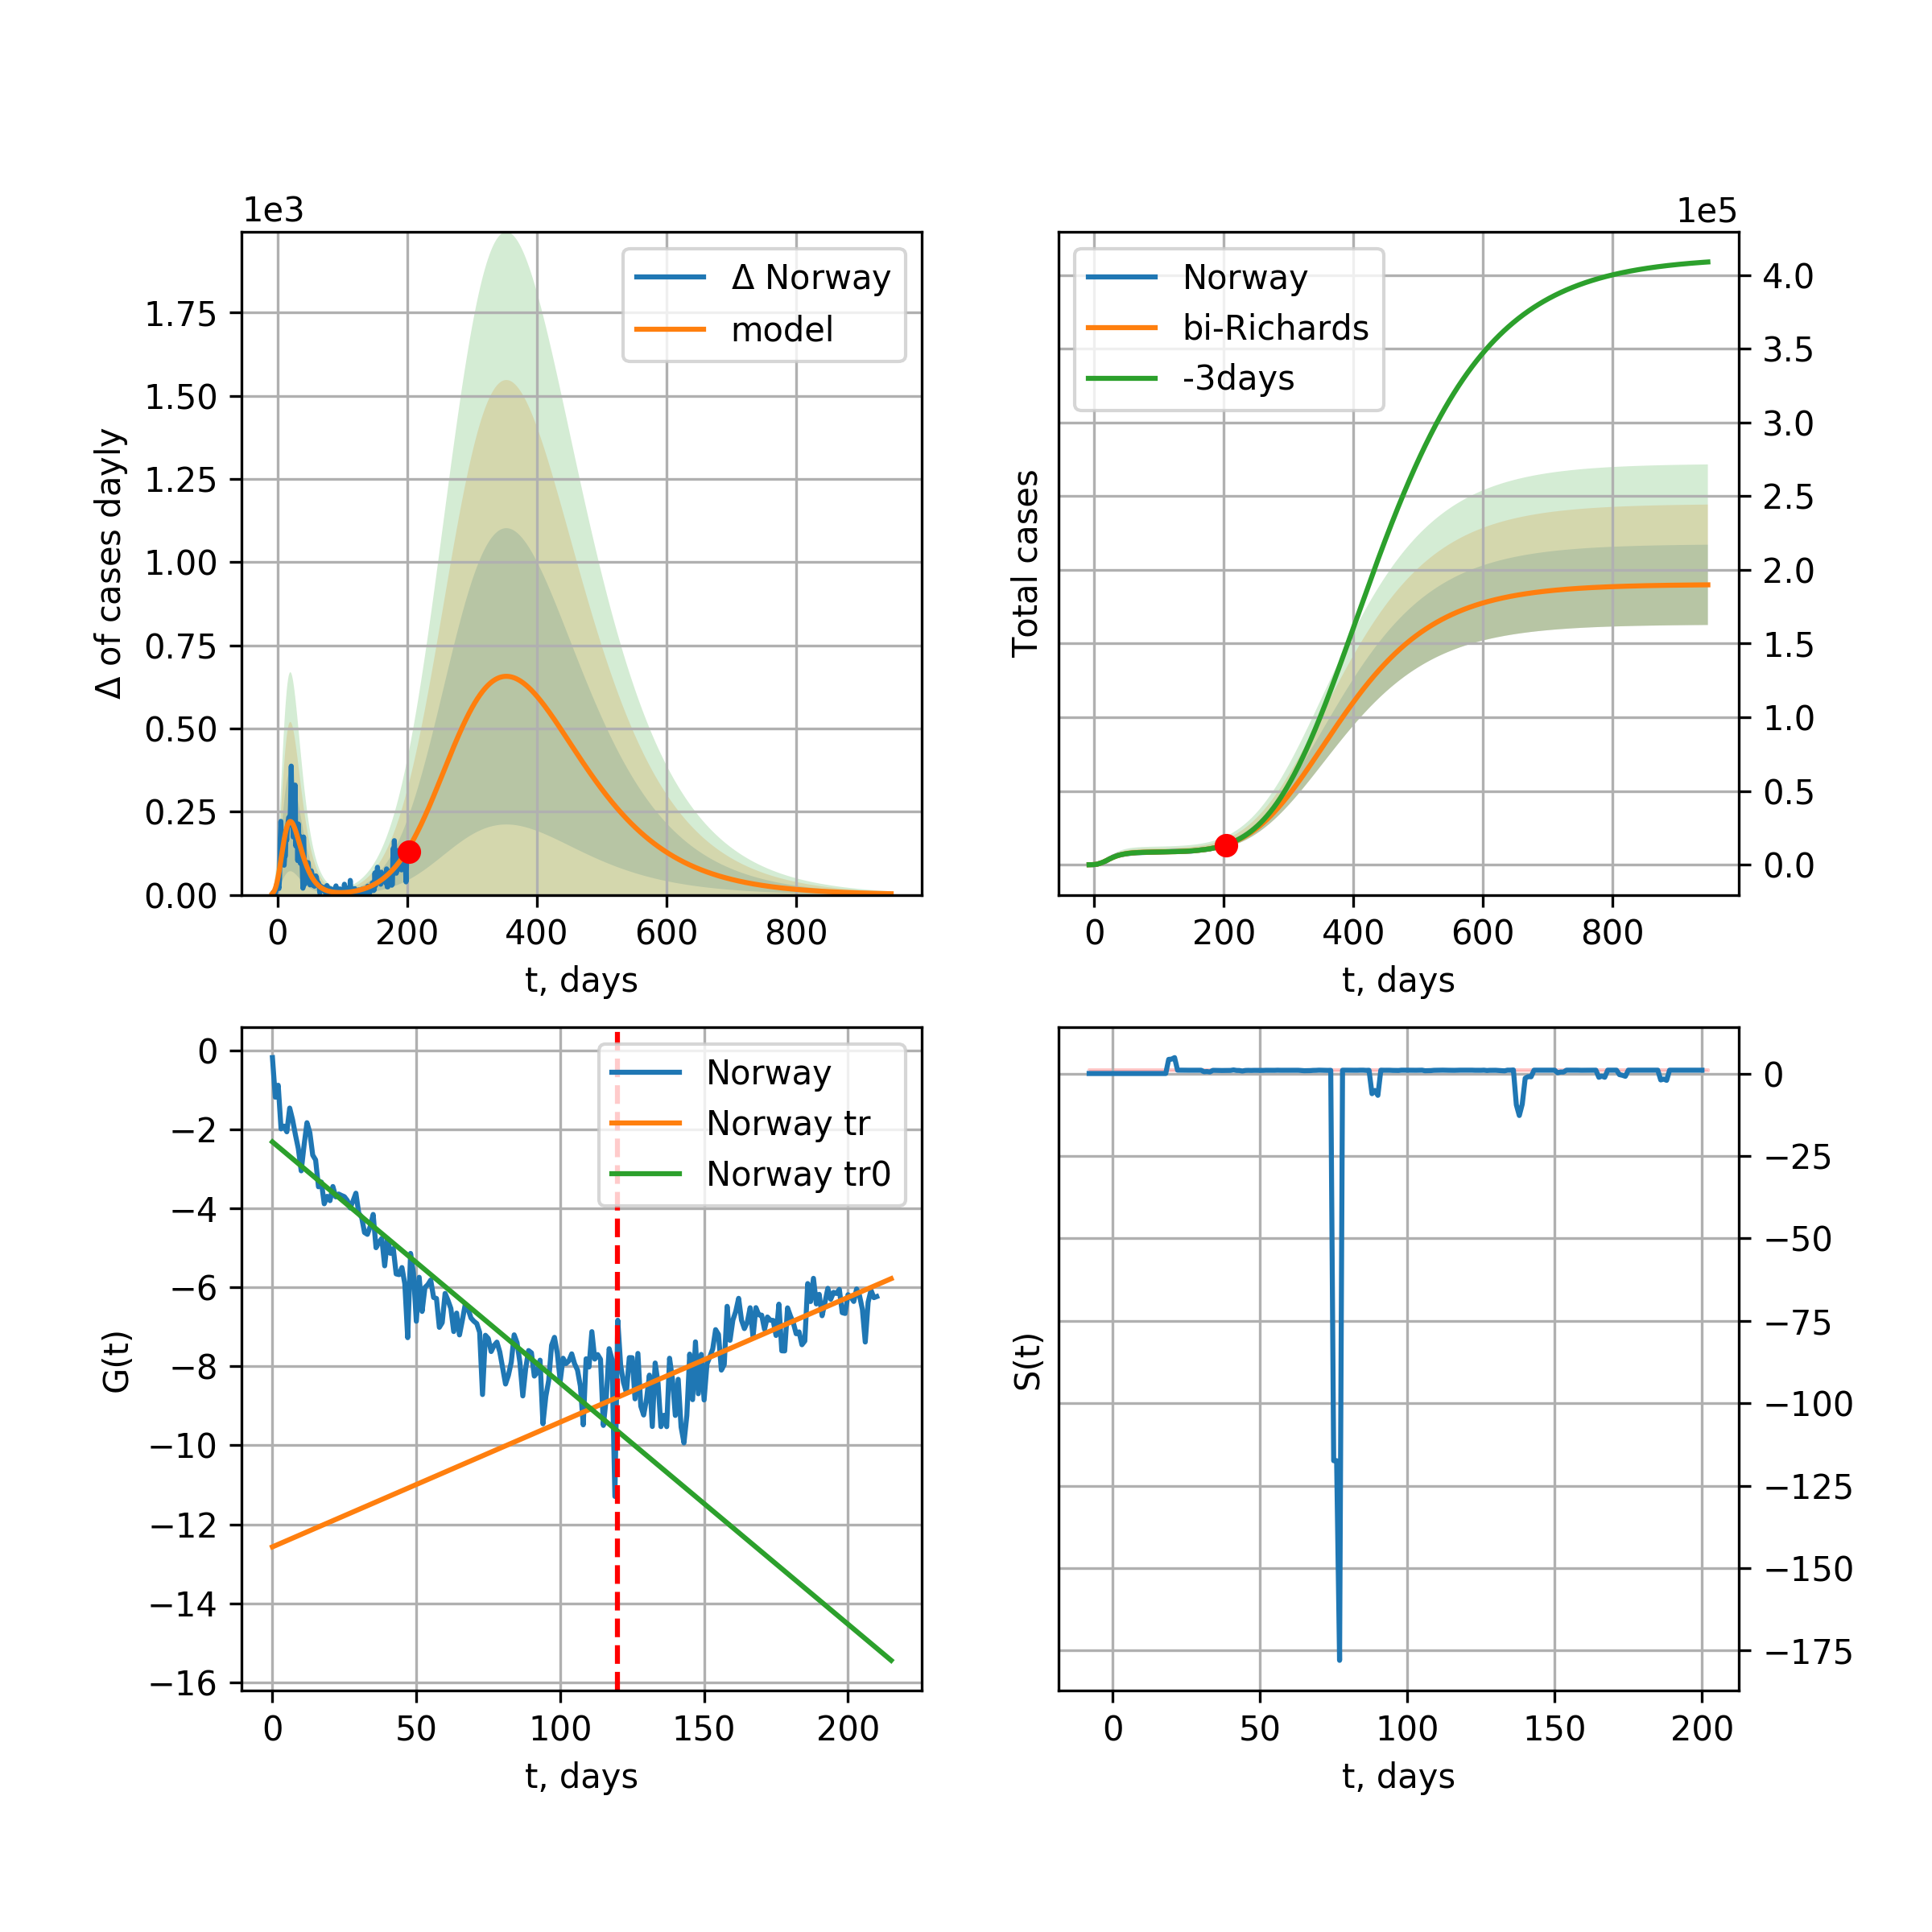 1e3
Δ Norway
model
1.75
1.50
1.25
1.00
0.75
0.50
0.25
0.00
Δ of cases dayly
0 200 400 600 800
t, days
1e5
Norway
bi-Richards
-3days
4.0
3.5
3.0
2.5
2.0
1.5
1.0
0.5
0.0
Total cases
0 200 400 600 800
t, days
Norway
Norway tr
Norway tr0
0
−2
−4
−6
−8
−10
−12
−14
−16
G(t)
0 50 100 150 200
t, days
0
−25
−50
−75
−100
−125
−150
−175
S(t)
0 50 100 150 200
t, days